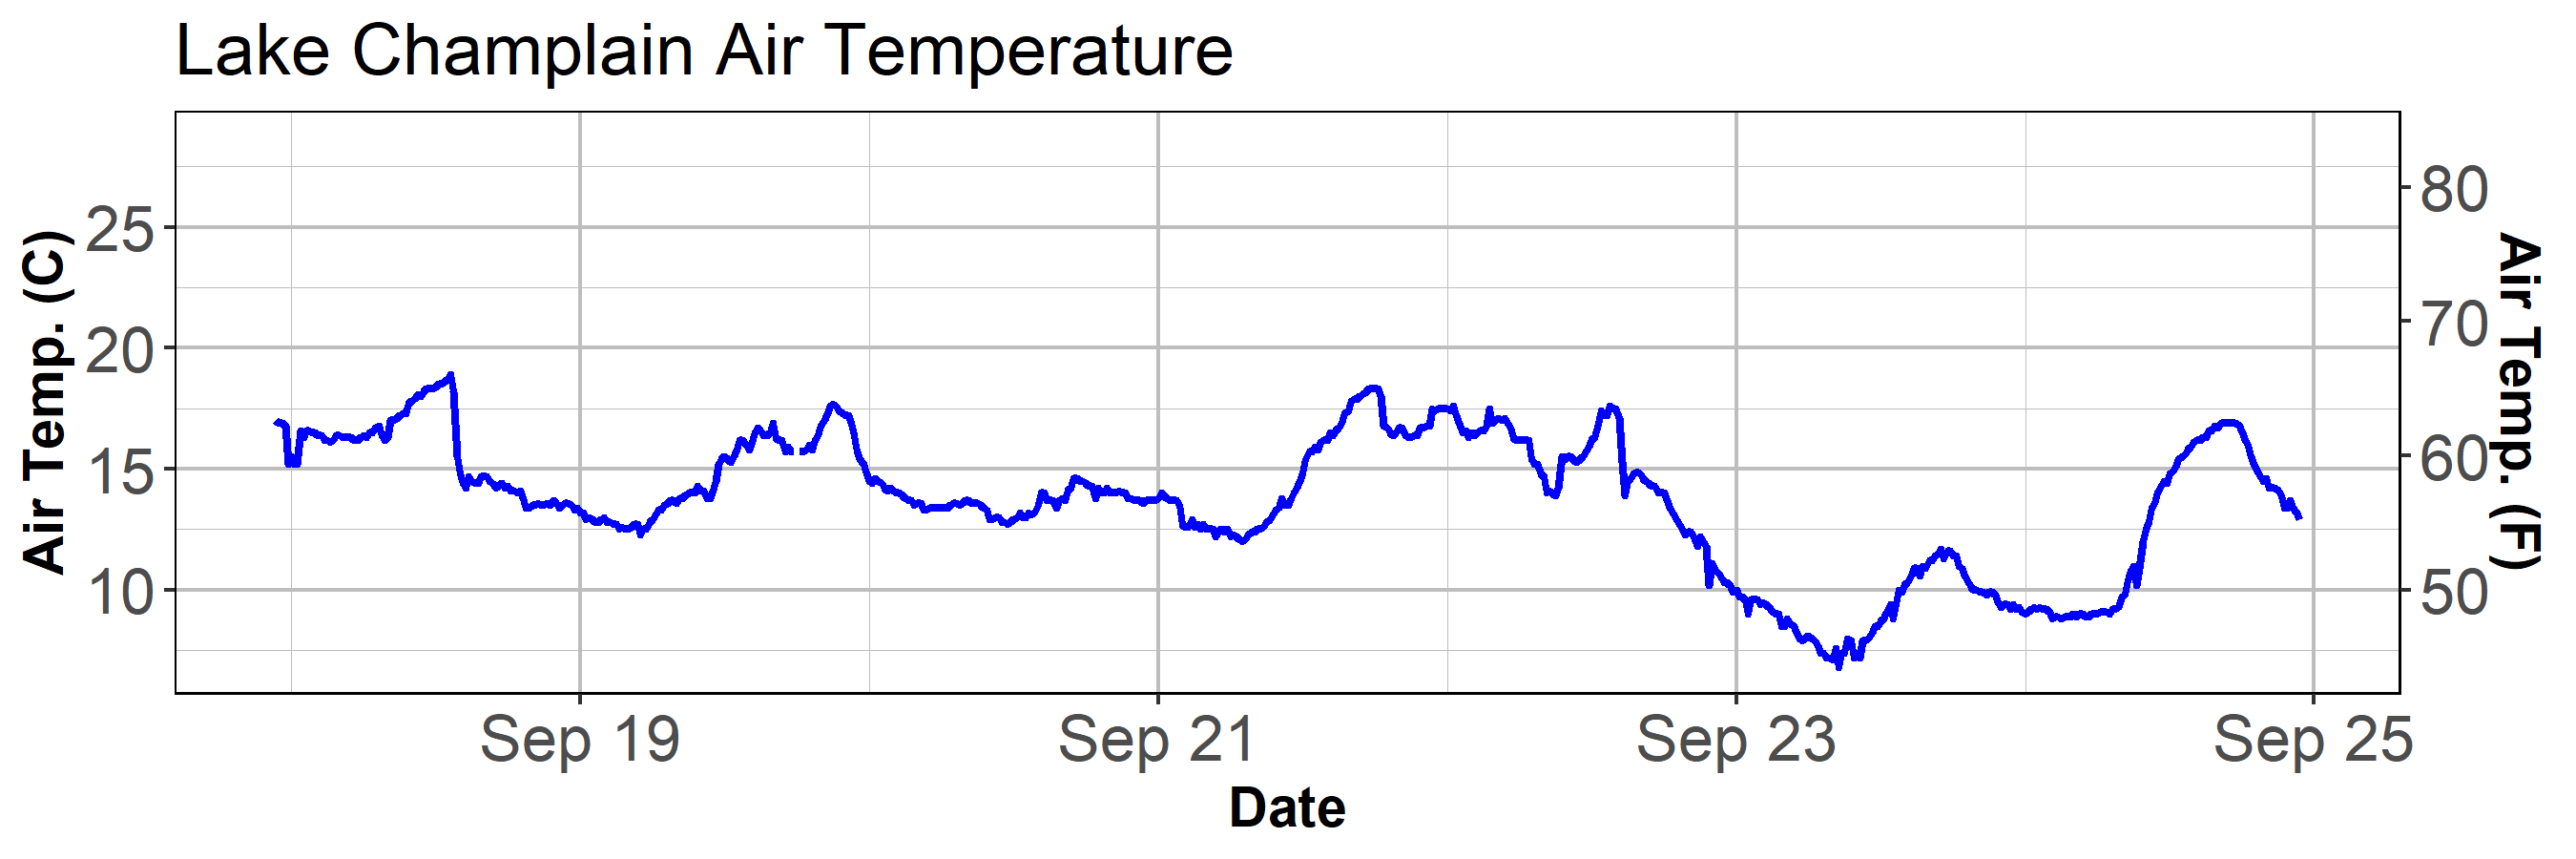 Lake Champlain Air Temperature
Air Temp. (C)
25
20
15
10
80
70
60
50
Air Temp. (F)
Sep 19
Sep 21
Sep 23
Sep 25
Date